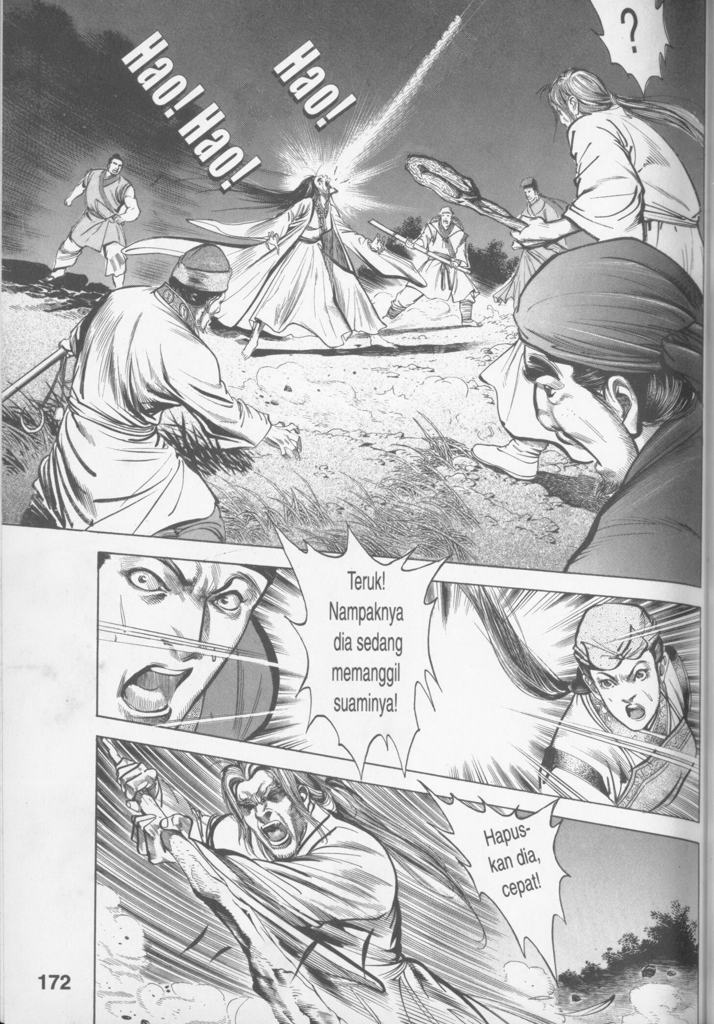 Hao! Hao!
Hao!
?
Teruk!
Nampaknya
dia sedang
memanggil
suaminya!
Hapus-
kan dia,
cepat!
172